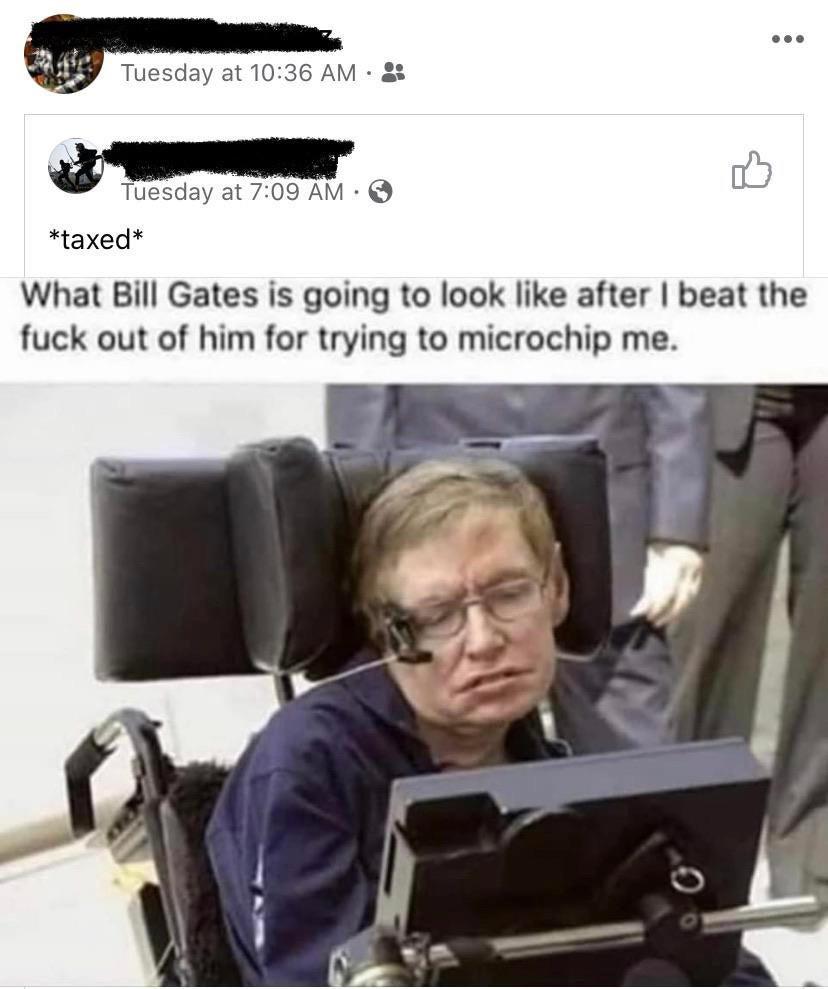 Tuesday at 10:36 AM ·
Tuesday at 7:09 AM ·
*taxed*
What Bill Gates is going to look like after I beat the
fuck out of him for trying to microchip me.